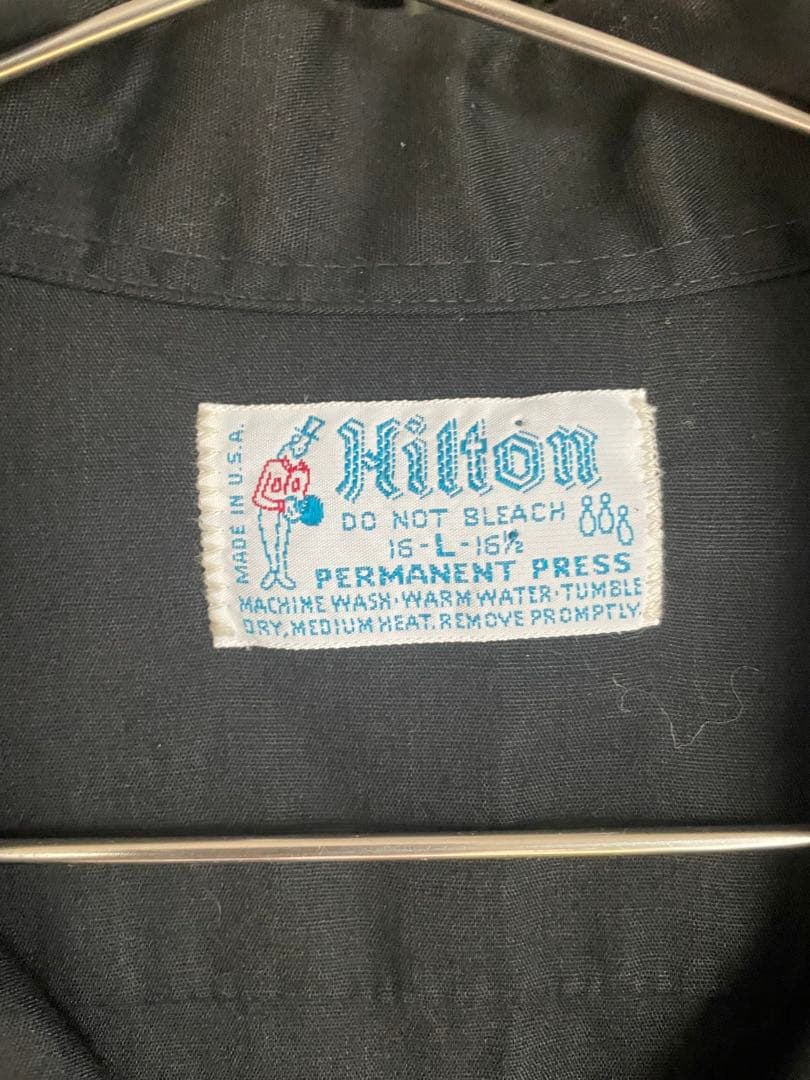 MADE IN U.S.A.
Hilton
DO NOT BLEACH
16-L-16½
PERMANENT PRESS
MACHINE WASH·WARM WATER·TUMBLE
DRY, MEDIUM HEAT. REMOVE PROMPTLY.